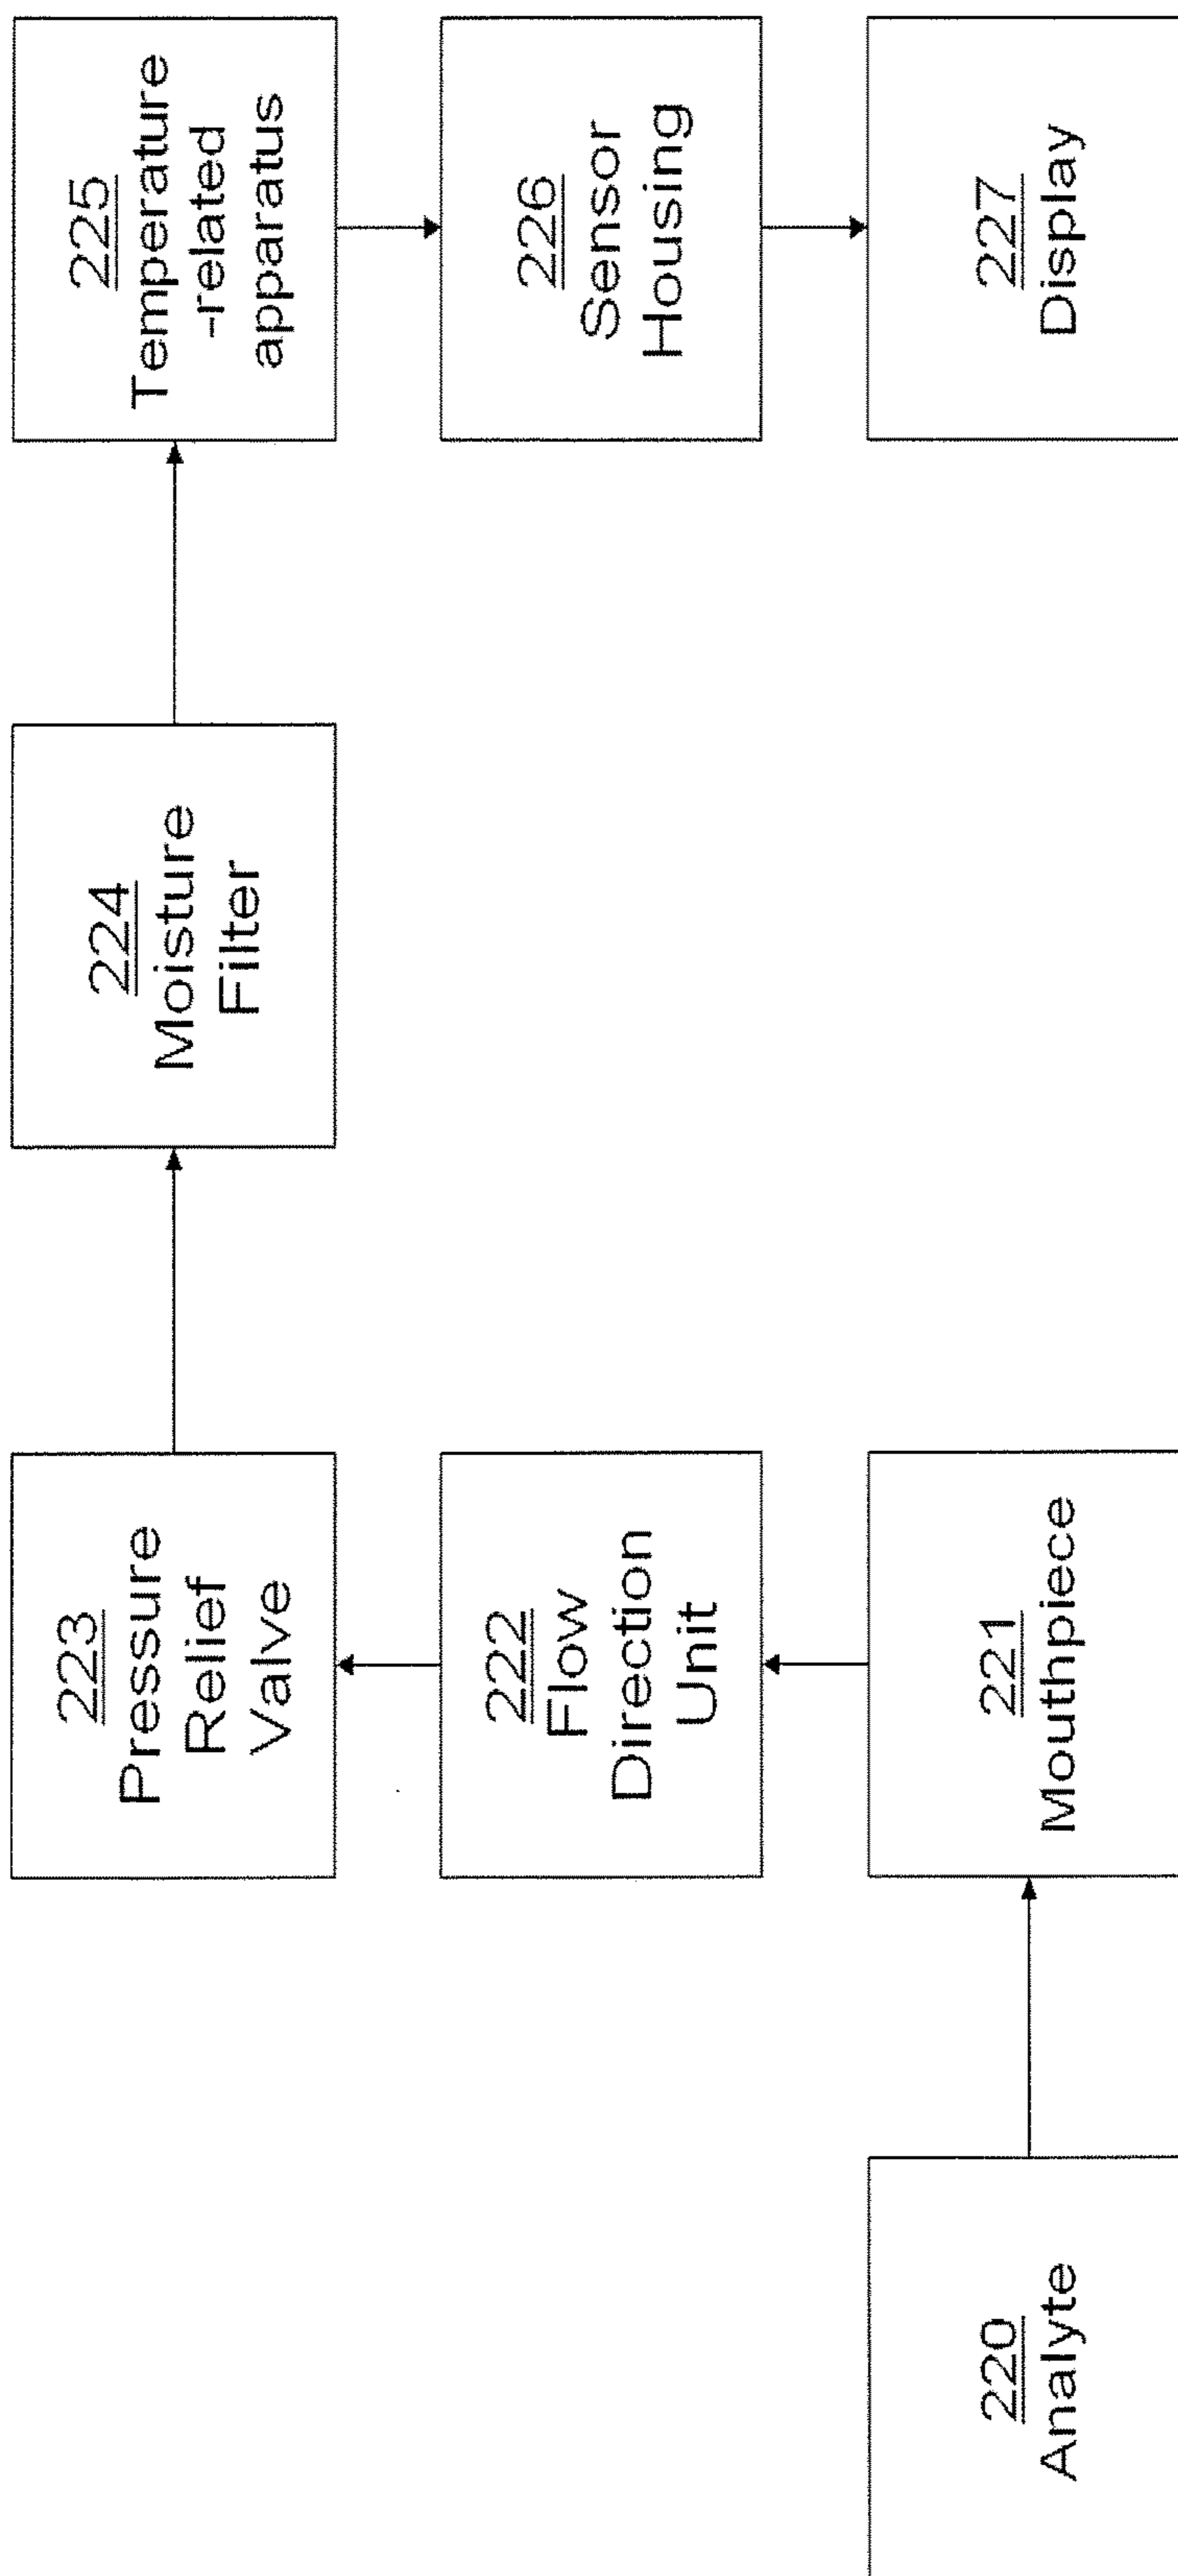 220
Analyte
221
Mouthpiece
222
Flow
Direction
Unit
223
Pressure
Relief
Valve
224
Moisture
Filter
225
Temperature
-related
apparatus
226
Sensor
Housing
227
Display